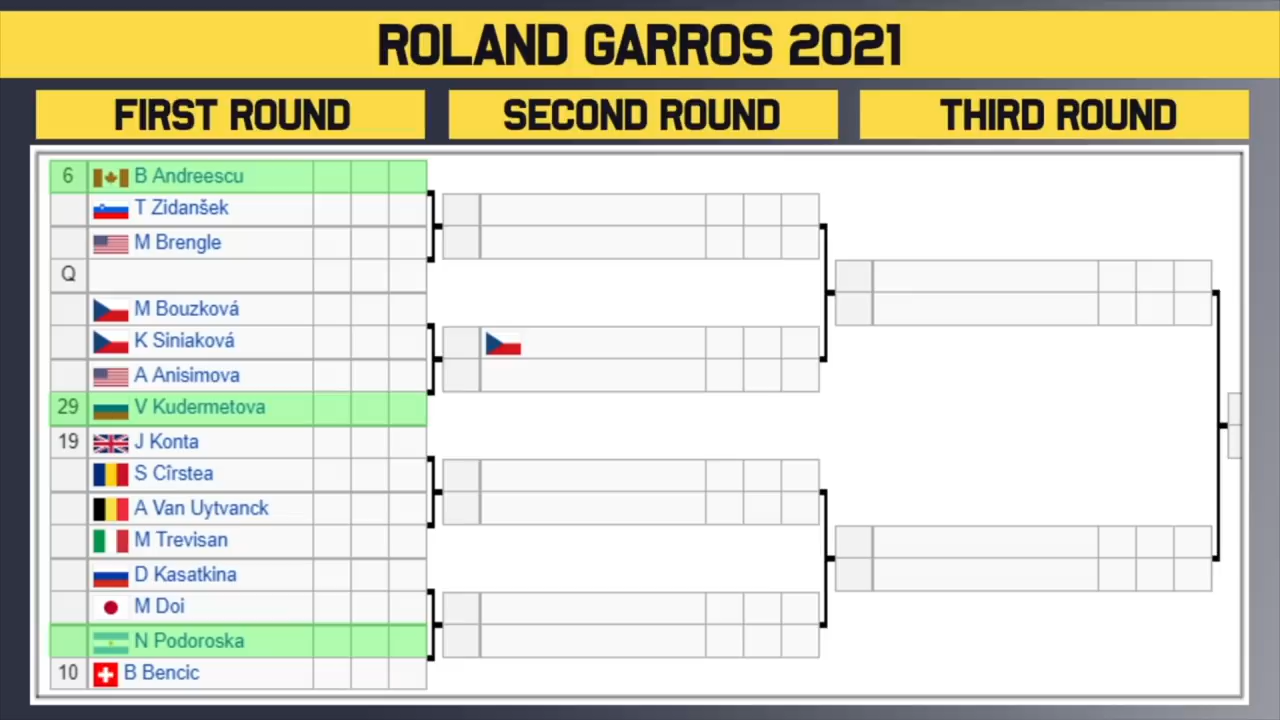 ROLAND GARROS 2021
FIRST ROUND
SECOND ROUND
THIRD ROUND
6 B Andreescu
T Zidanšek
M Brengle
Q
M Bouzková
K Siniaková
A Anisimova
29 V Kudermetova
19 J Konta
S Cîrstea
A Van Uytvanck
M Trevisan
D Kasatkina
M Doi
N Podoroska
10 B Bencic